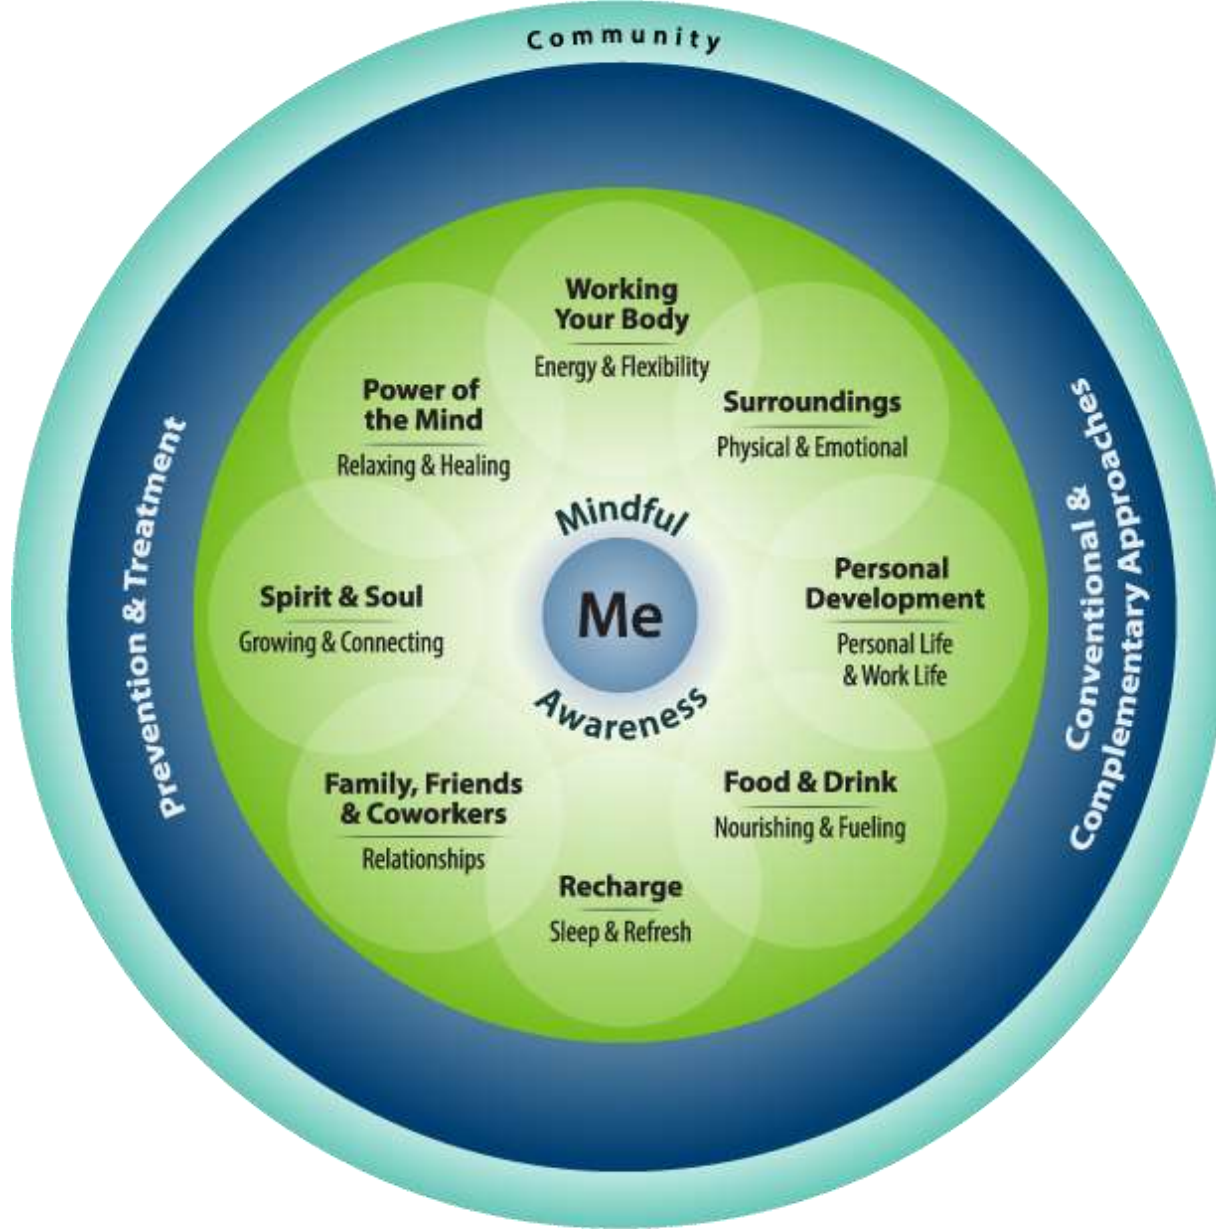 Community
Prevention & Treatment
Conventional &
Complementary Approaches
Working
Your Body
Energy & Flexibility
Surroundings
Physical & Emotional
Personal
Development
Personal Life
& Work Life
Food & Drink
Nourishing & Fueling
Recharge
Sleep & Refresh
Family, Friends
& Coworkers
Relationships
Spirit & Soul
Growing & Connecting
Power of
the Mind
Relaxing & Healing
Mindful
Me
Awareness